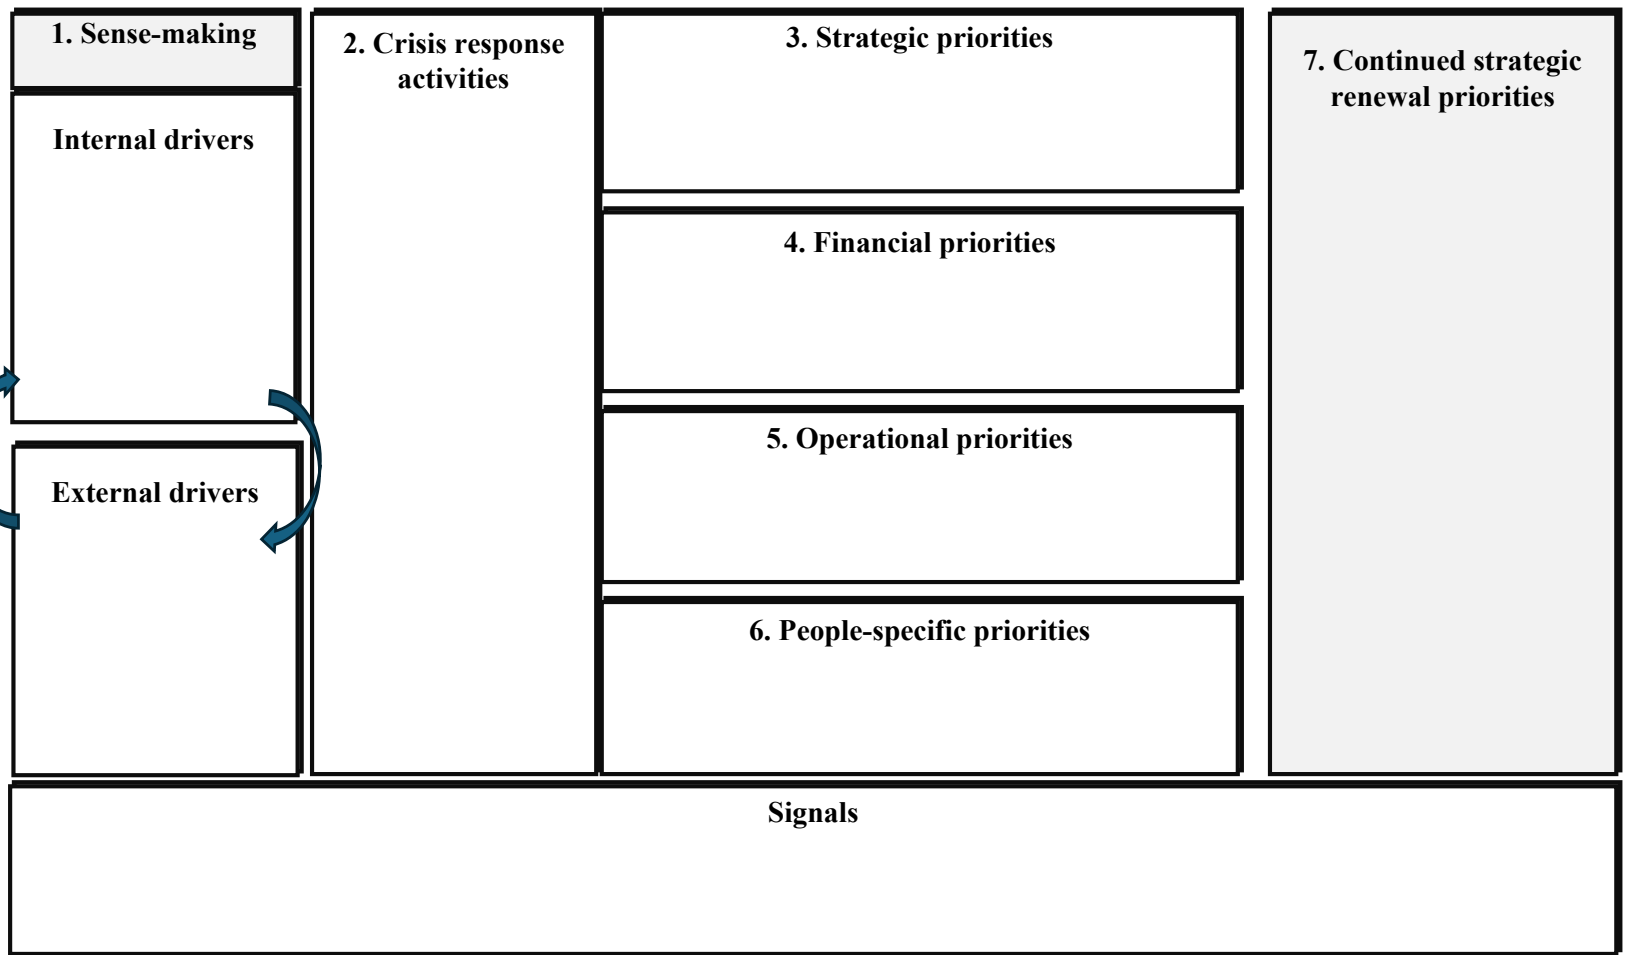 1. Sense-making
Internal drivers
External drivers
2. Crisis response
activities
3. Strategic priorities
4. Financial priorities
5. Operational priorities
6. People-specific priorities
7. Continued strategic
renewal priorities
Signals